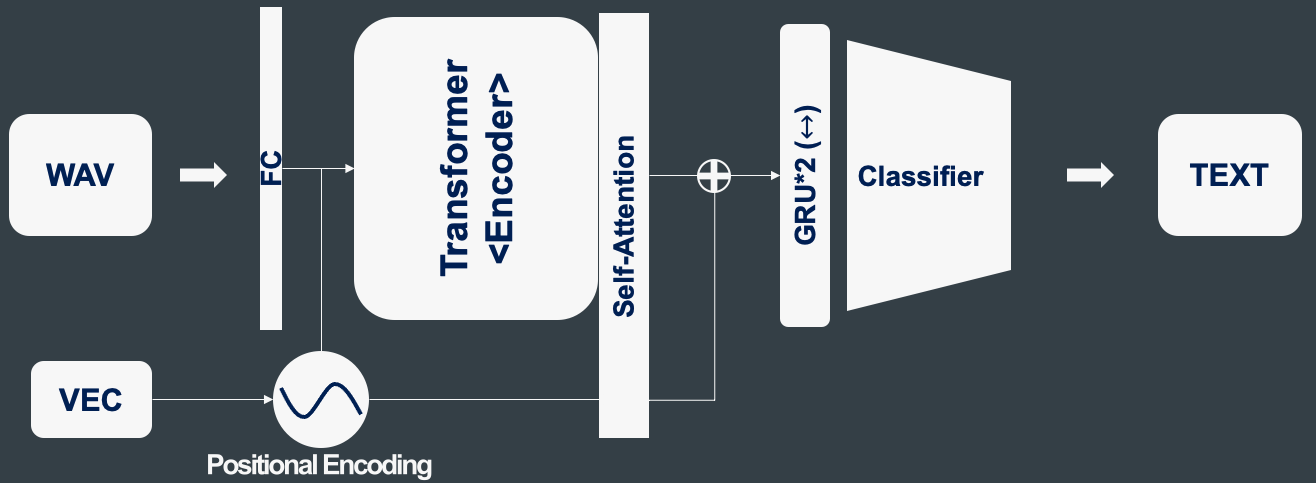 WAV
FC
Transformer
<Encoder>
Self-Attention
GRU*2 (↔)
Classifier
TEXT
VEC
Positional Encoding